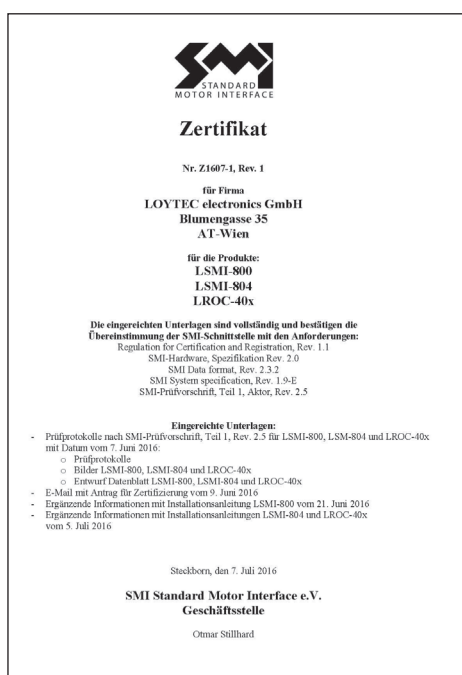 SMI
STANDARD
MOTOR INTERFACE
Zertifikat
Nr. Z1607-1, Rev. 1
für Firma
LOYTEC electronics GmbH
Blumengasse 35
AT-Wien
für die Produkte:
LSMI-800
LSMI-804
LROC-40x
Die eingereichten Unterlagen sind vollständig und bestätigen die
Übereinstimmung der SMI-Schnittstelle mit den Anforderungen:
Regulation for Certification and Registration, Rev. 1.1
SMI-Hardware, Spezifikation Rev. 2.0
SMI Data format, Rev. 2.3.2
SMI System specification, Rev. 1.9-E
SMI-Prüfvorschrift, Teil 1, Aktor, Rev. 2.5
Eingereichte Unterlagen:
- Prüfprotokolle nach SMI-Prüfvorschrift, Teil 1, Rev. 2.5 für LSMI-800, LSM-804 und LROC-40x
mit Datum vom 7. Juni 2016:
o Prüfprotokolle
o Bilder LSMI-800, LSMI-804 und LROC-40x
o Entwurf Datenblatt LSMI-800, LSMI-804 und LROC-40x
- E-Mail mit Antrag für Zertifizierung vom 9. Juni 2016
- Ergänzende Informationen mit Installationsanleitung LSMI-800 vom 21. Juni 2016
- Ergänzende Informationen mit Installationsanleitungen LSMI-804 und LROC-40x
vom 5. Juli 2016
Steckborn, den 7. Juli 2016
SMI Standard Motor Interface e.V.
Geschäftsstelle
Otmar Stillhard